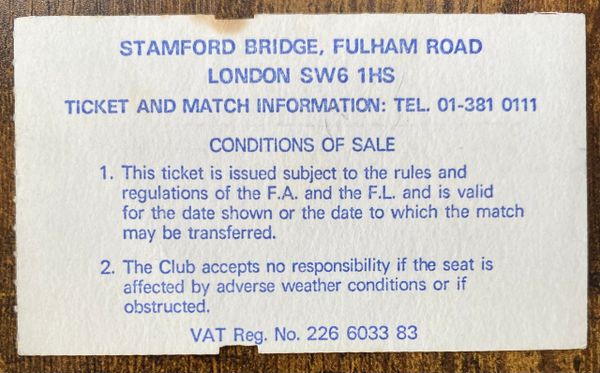 STAMFORD BRIDGE, FULHAM ROAD
LONDON SW6 1HS
TICKET AND MATCH INFORMATION: TEL. 01-381 0111
CONDITIONS OF SALE
1. This ticket is issued subject to the rules and
regulations of the F.A. and the F.L. and is valid
for the date shown or the date to which the match
may be transferred.
2. The Club accepts no responsibility if the seat is
affected by adverse weather conditions or if
obstructed.
VAT Reg. No. 226 6033 83